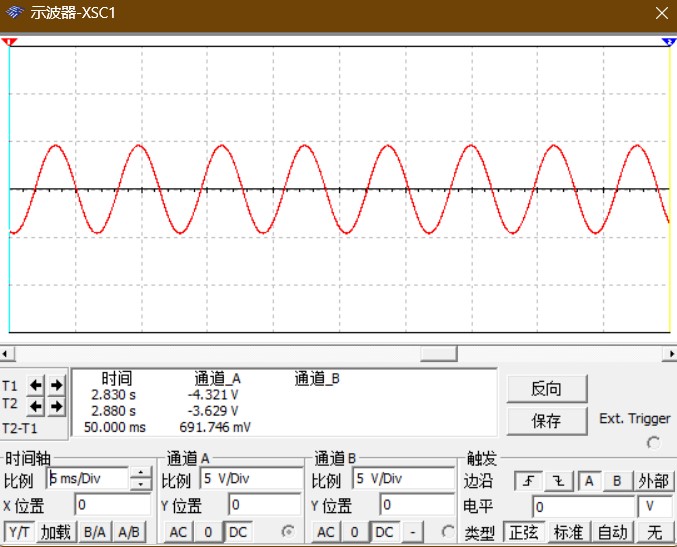 示波器-XSC1
1
2
时间 通道_A 通道_B
T1 2.830 s -4.321 V
T2 2.880 s -3.629 V
T2-T1 50.000 ms 691.746 mV
反向
保存 Ext. Trigger
时间轴 通道 A 通道 B 触发
比例 5 ms/Div 比例 5 V/Div 比例 5 V/Div 边沿 A B 外部
X 位置 0 Y 位置 0 Y 位置 0 电平 0 V
Y/T 加载 B/A A/B AC 0 DC AC 0 DC - 类型 正弦 标准 自动 无